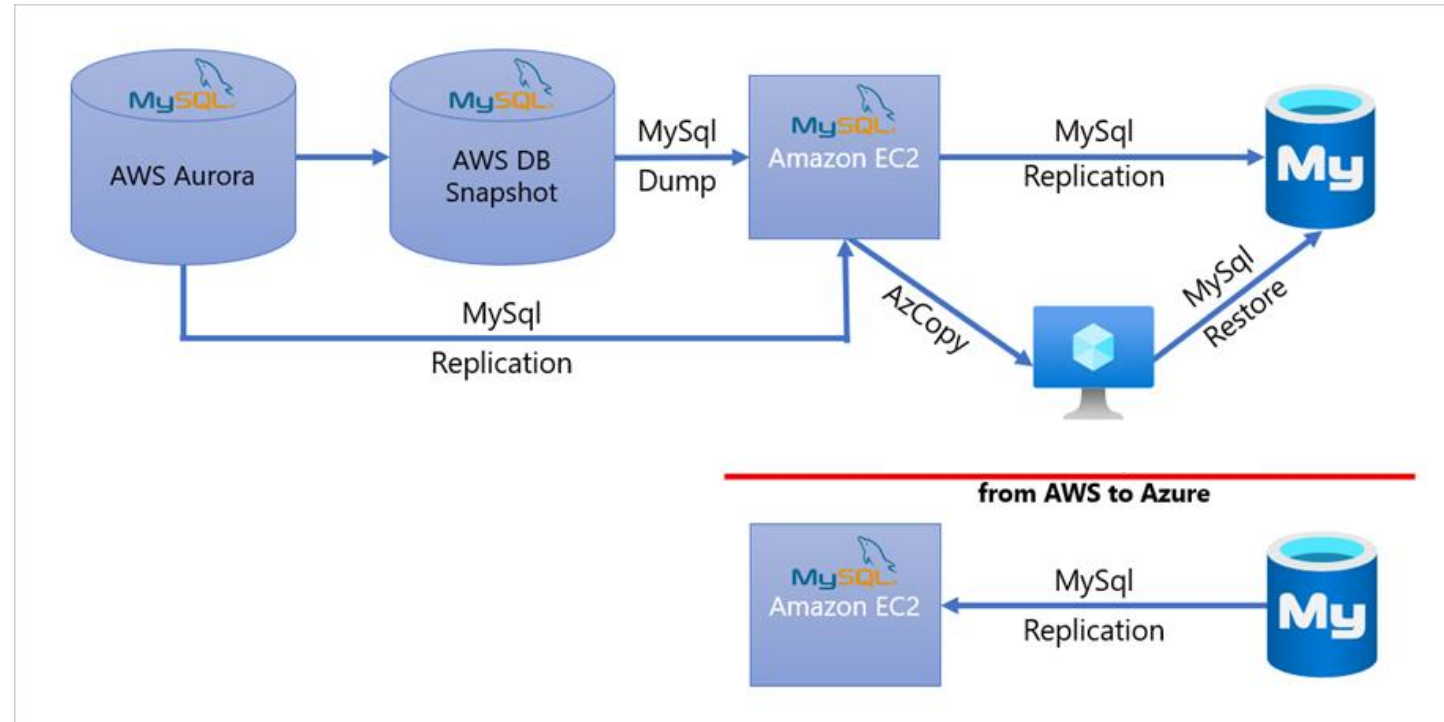 MySQL
AWS Aurora
MySQL
AWS DB
Snapshot
MySql
Dump
MySQL
Amazon EC2
MySql
Replication
My
MySql
Replication
AzCopy
MySql
Restore
from AWS to Azure
MySQL
Amazon EC2
MySql
Replication
My